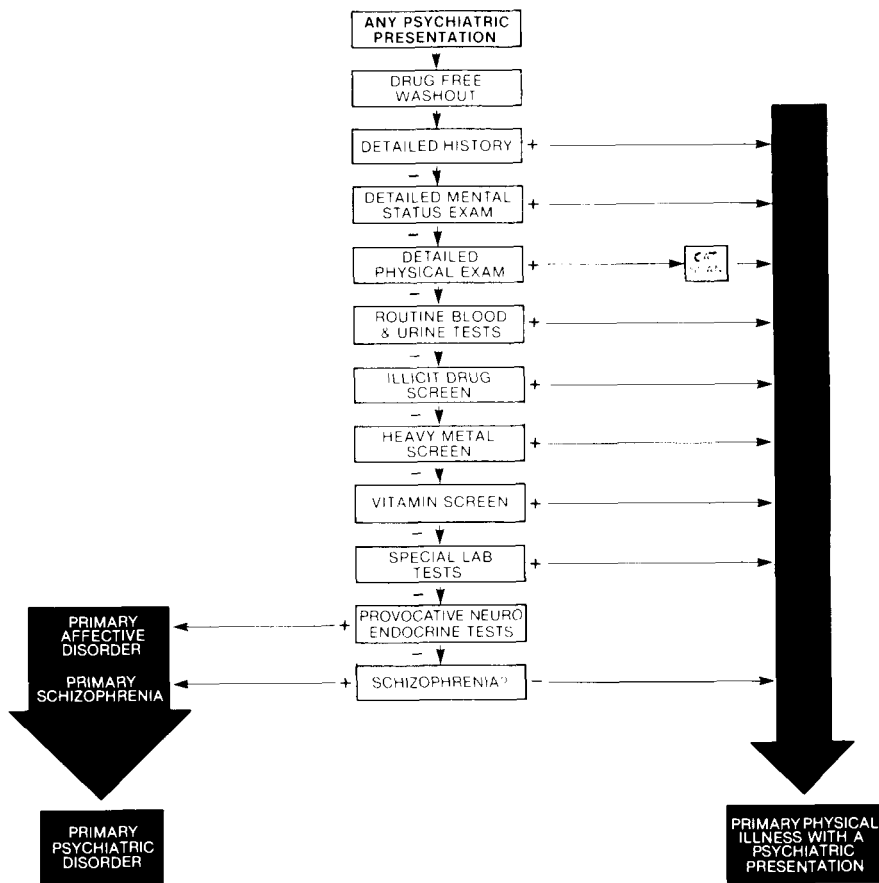 ANY PSYCHIATRIC
PRESENTATION
DRUG FREE
WASHOUT
DETAILED HISTORY +
−
DETAILED MENTAL
STATUS EXAM +
−
DETAILED
PHYSICAL EXAM +
CAT
SCAN
−
ROUTINE BLOOD
& URINE TESTS +
−
ILLICIT DRUG
SCREEN +
−
HEAVY METAL
SCREEN +
−
VITAMIN SCREEN +
−
SPECIAL LAB
TESTS +
−
PROVOCATIVE NEURO
+ ENDOCRINE TESTS
−
+ SCHIZOPHRENIA? −
PRIMARY
AFFECTIVE
DISORDER
PRIMARY
SCHIZOPHRENIA
PRIMARY
PSYCHIATRIC
DISORDER
PRIMARY PHYSICAL
ILLNESS WITH A
PSYCHIATRIC
PRESENTATION